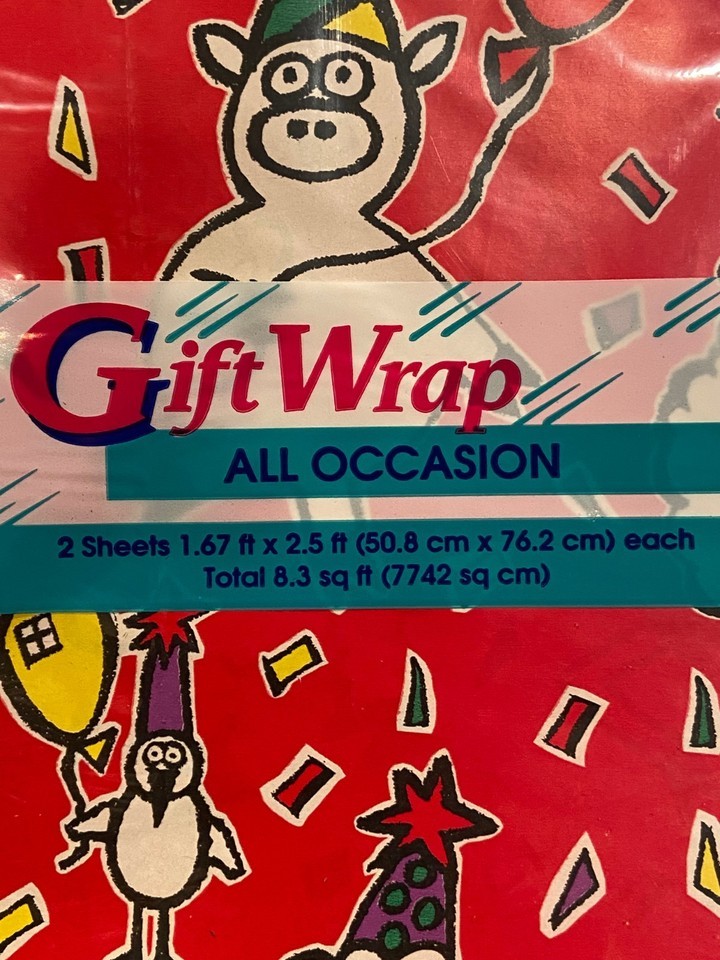 Gift Wrap
ALL OCCASION
2 Sheets 1.67 ft x 2.5 ft (50.8 cm x 76.2 cm) each
Total 8.3 sq ft (7742 sq cm)